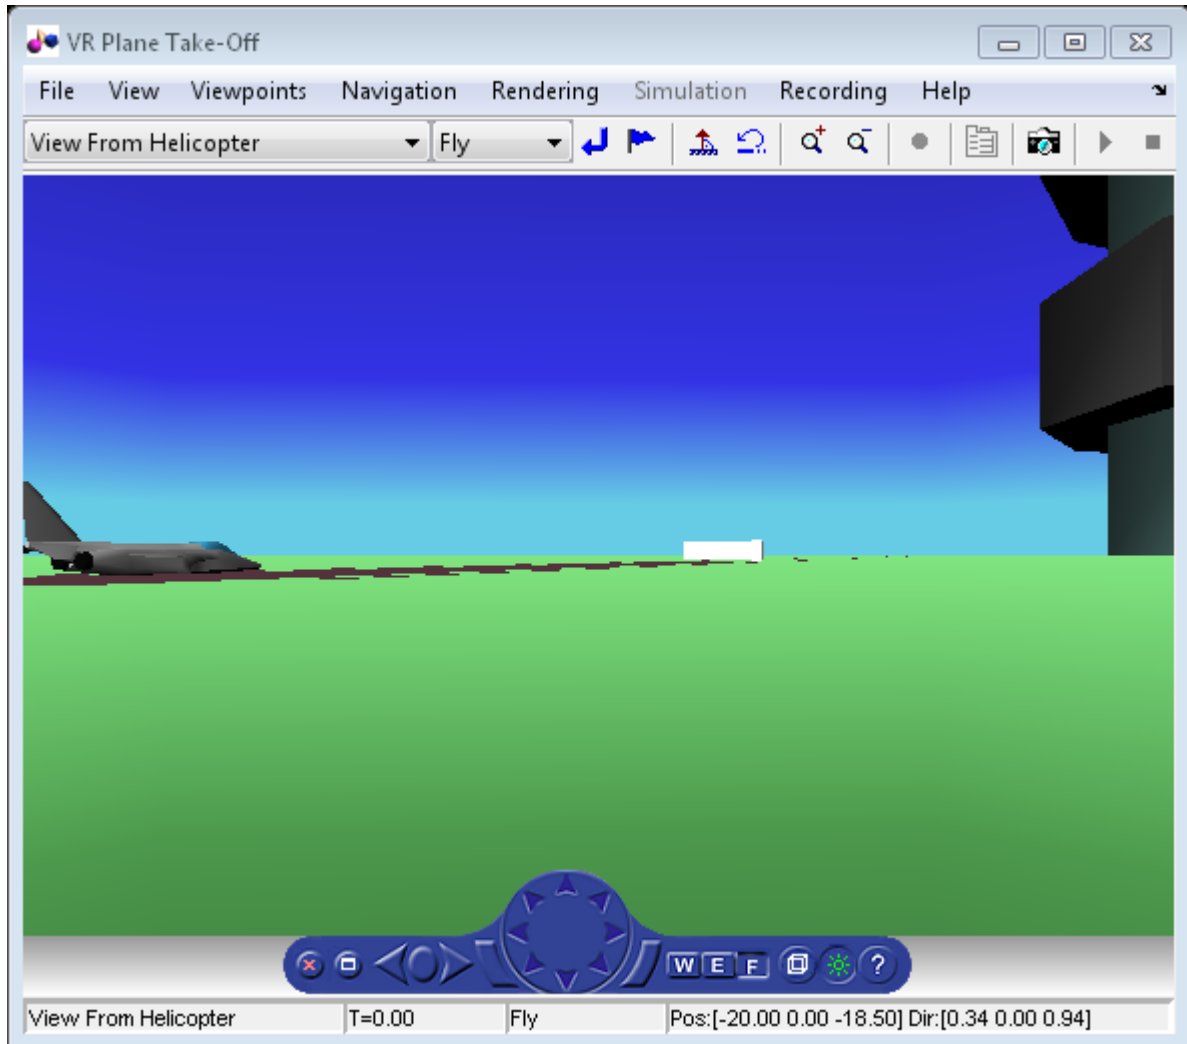 VR Plane Take-Off
File View Viewpoints Navigation Rendering Simulation Recording Help
View From Helicopter Fly
W E F ?
View From Helicopter T=0.00 Fly Pos:[-20.00 0.00 -18.50] Dir:[0.34 0.00 0.94]